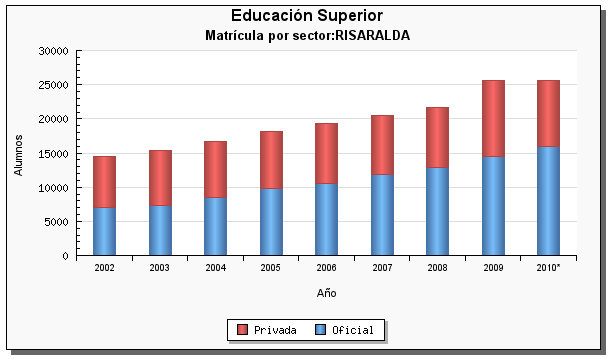 Educación Superior
Matrícula por sector:RISARALDA
30000
25000
20000
15000
10000
5000
0
Alumnos
2002 2003 2004 2005 2006 2007 2008 2009 2010*
Año
Privada Oficial